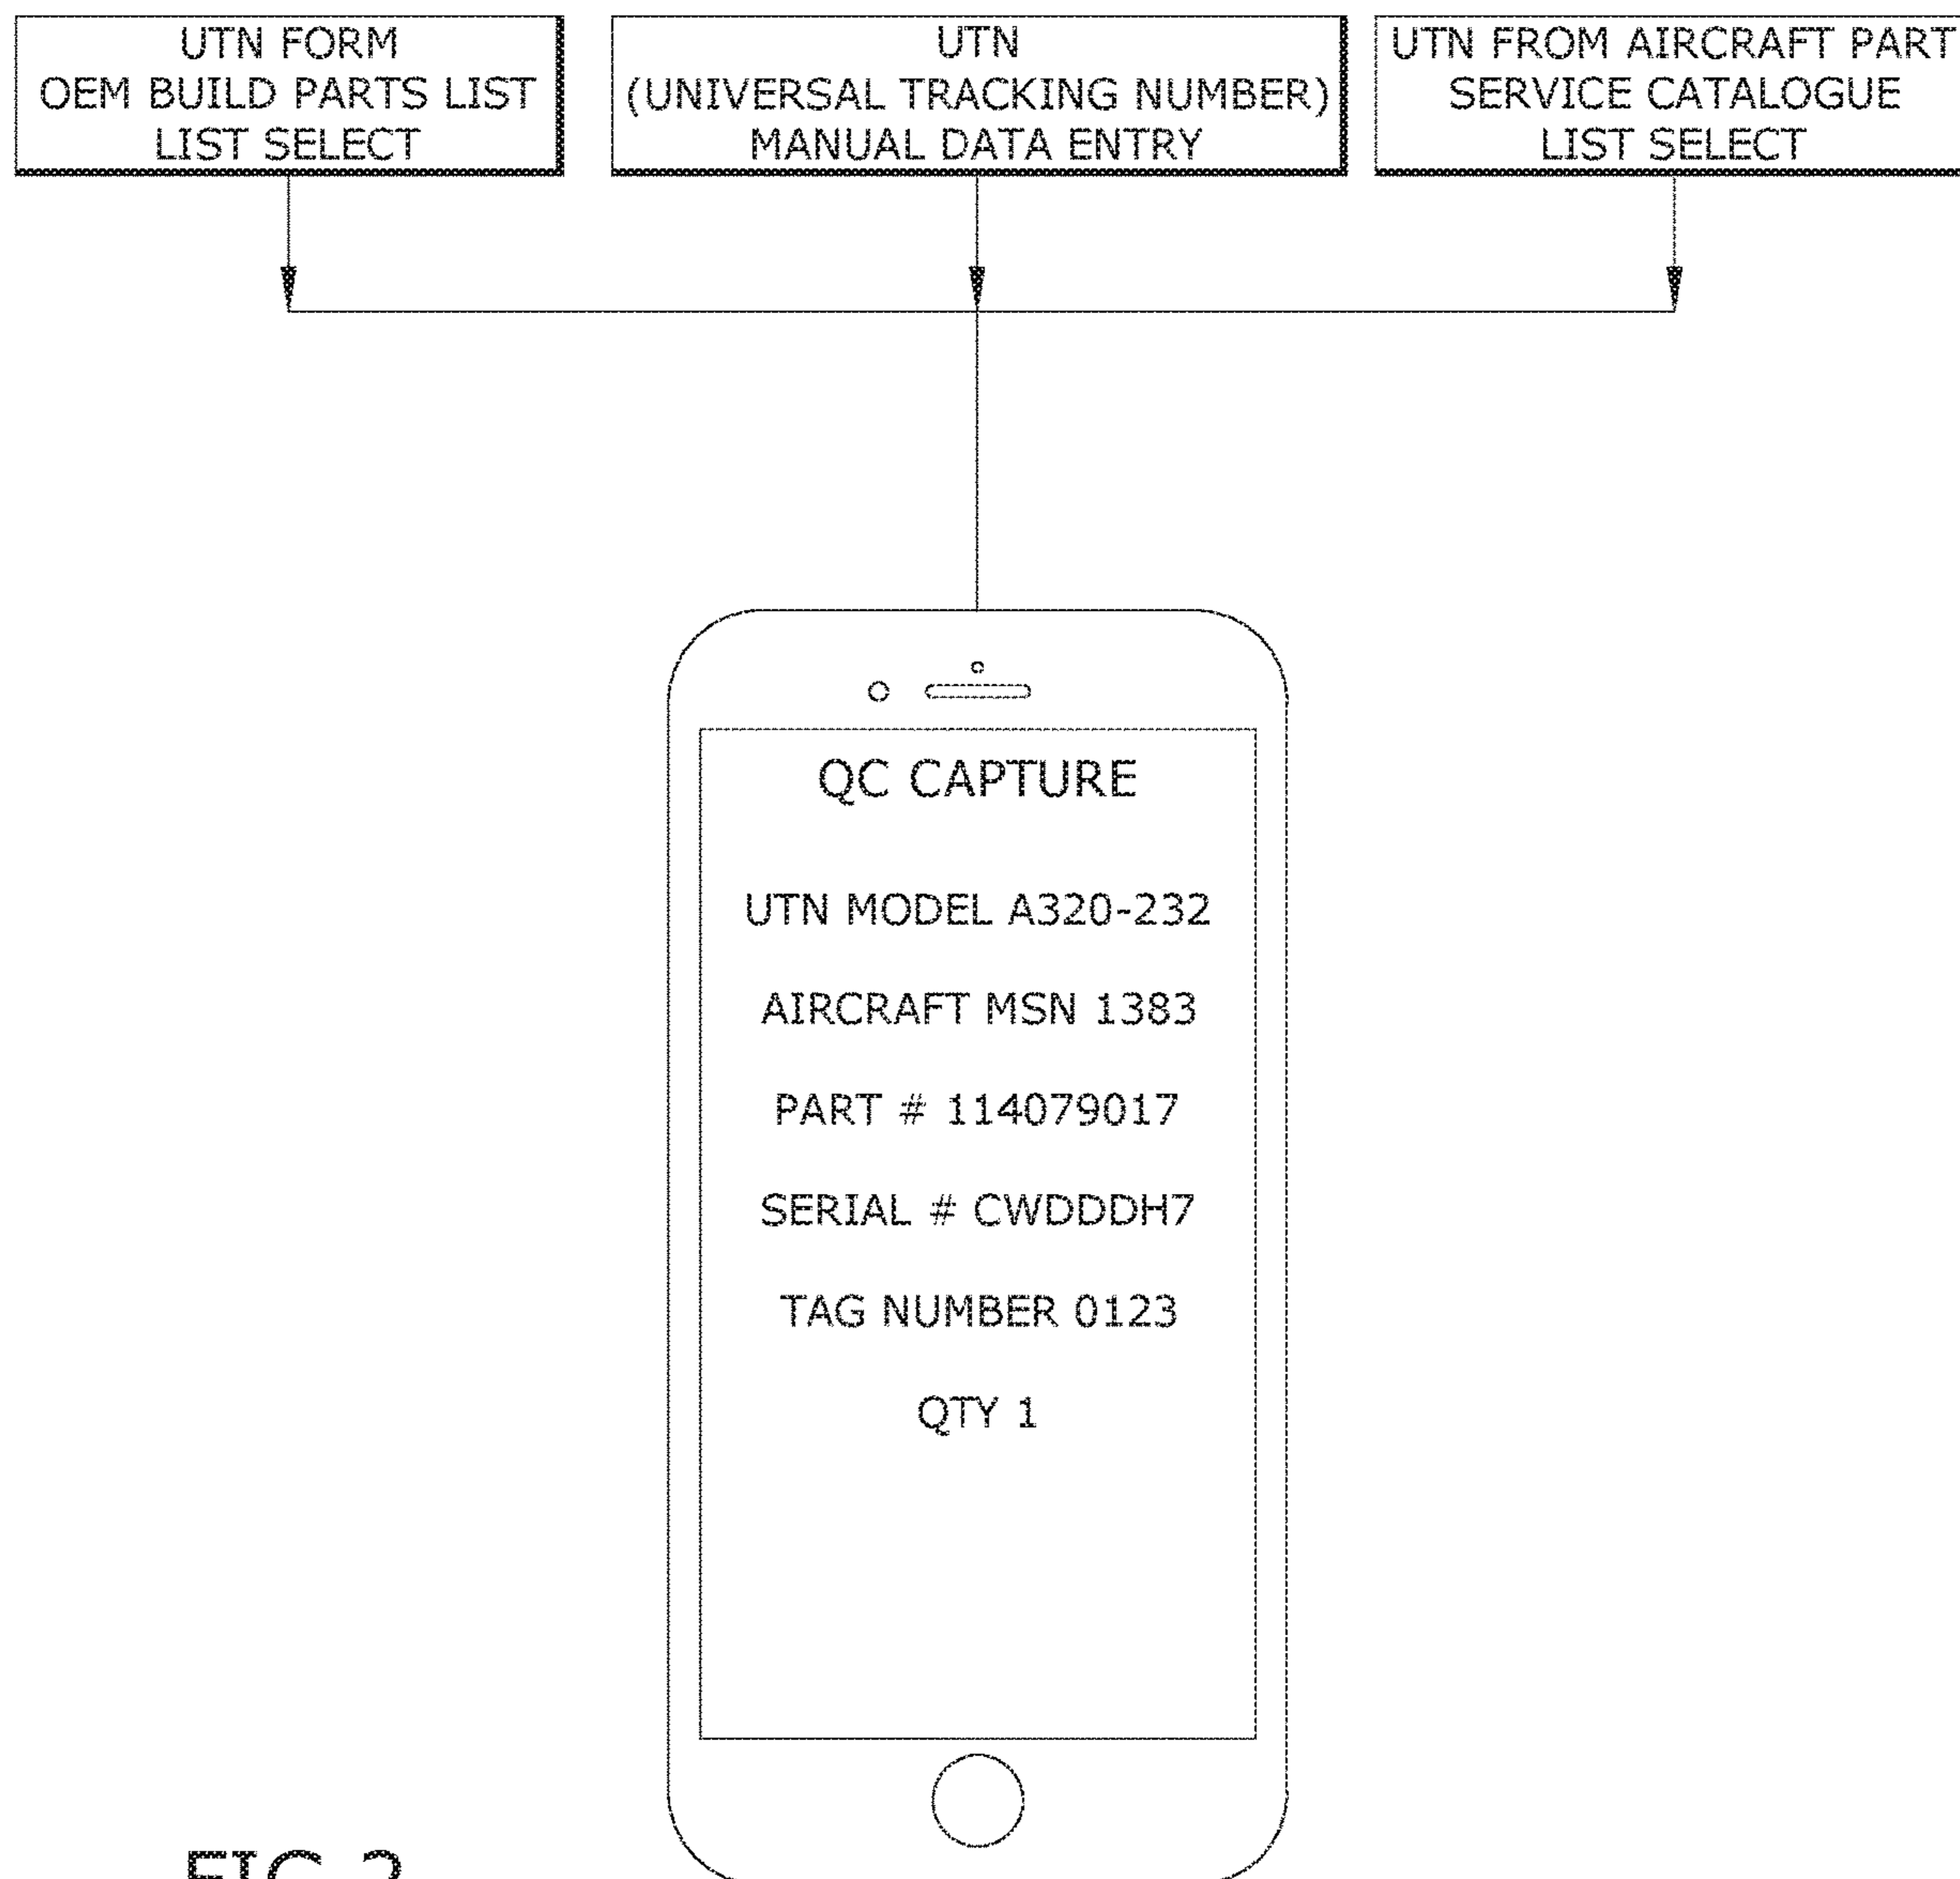 UTN FORM
OEM BUILD PARTS LIST
LIST SELECT
UTN
(UNIVERSAL TRACKING NUMBER)
MANUAL DATA ENTRY
UTN FROM AIRCRAFT PART
SERVICE CATALOGUE
LIST SELECT
QC CAPTURE
UTN MODEL A320-232
AIRCRAFT MSN 1383
PART # 114079017
SERIAL # CWDDDH7
TAG NUMBER 0123
QTY 1